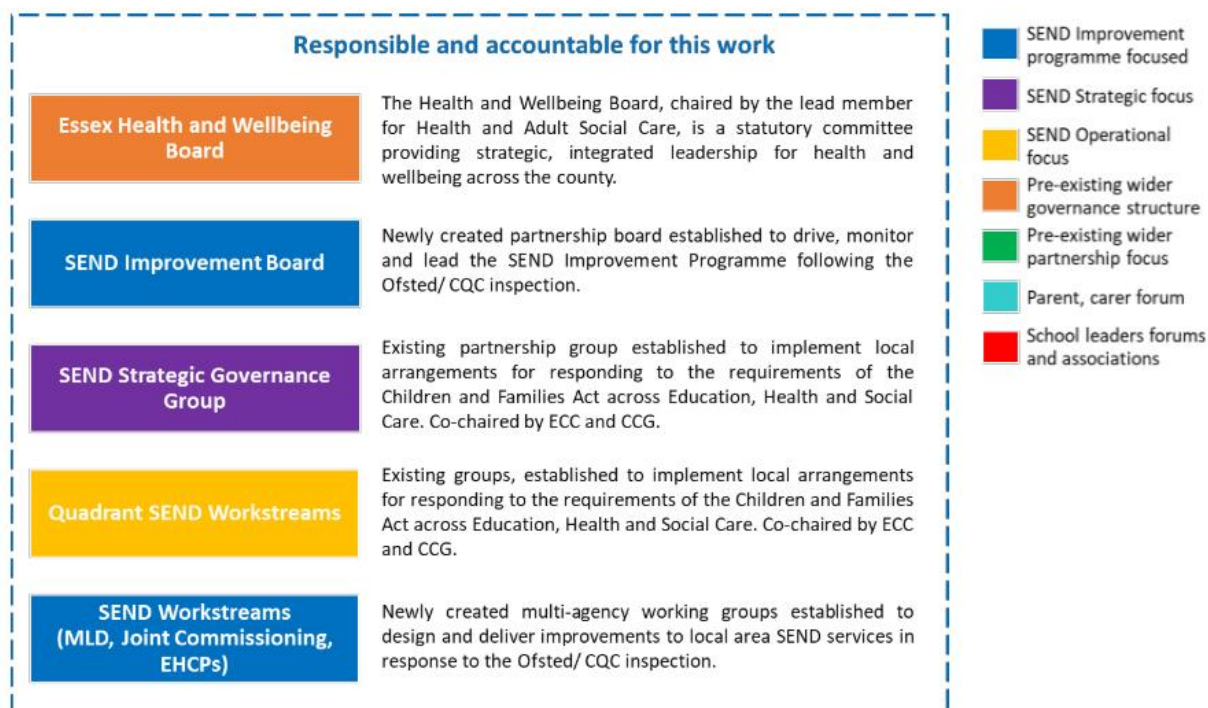 Responsible and accountable for this work
Essex Health and Wellbeing
Board
The Health and Wellbeing Board, chaired by the lead member
for Health and Adult Social Care, is a statutory committee
providing strategic, integrated leadership for health and
wellbeing across the county.
SEND Improvement Board
Newly created partnership board established to drive, monitor
and lead the SEND Improvement Programme following the
Ofsted/ CQC inspection.
SEND Strategic Governance
Group
Existing partnership group established to implement local
arrangements for responding to the requirements of the
Children and Families Act across Education, Health and Social
Care. Co-chaired by ECC and CCG.
Quadrant SEND Workstreams
Existing groups, established to implement local arrangements
for responding to the requirements of the Children and Families
Act across Education, Health and Social Care. Co-chaired by ECC
and CCG.
SEND Workstreams
(MLD, Joint Commissioning,
EHCPs)
Newly created multi-agency working groups established to
design and deliver improvements to local area SEND services in
response to the Ofsted/ CQC inspection.
SEND Improvement
programme focused
SEND Strategic focus
SEND Operational
focus
Pre-existing wider
governance structure
Pre-existing wider
partnership focus
Parent, carer forum
School leaders forums
and associations